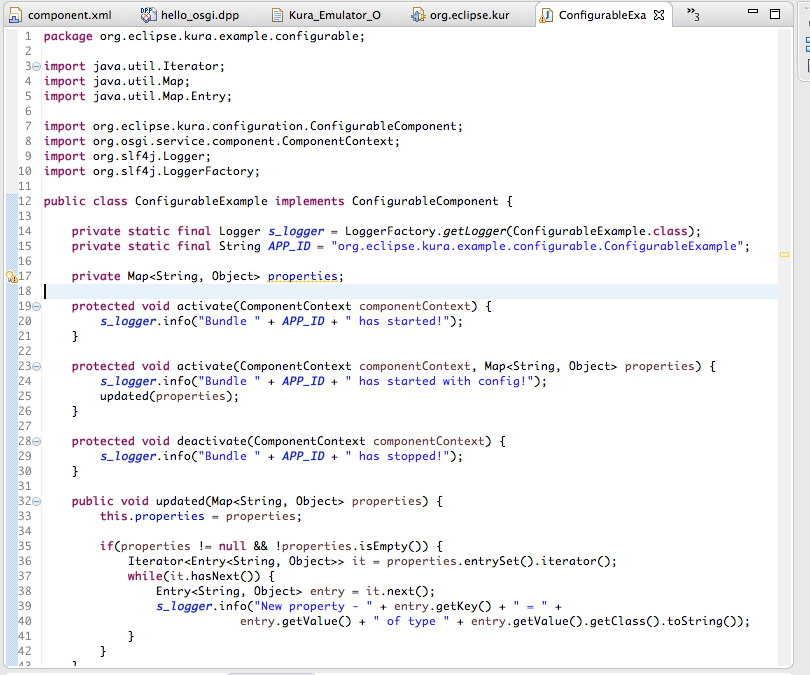 component.xml hello_osgi.dpp Kura_Emulator_O org.eclipse.kur ConfigurableExa »3
1 package org.eclipse.kura.example.configurable;
2
3 import java.util.Iterator;
4 import java.util.Map;
5 import java.util.Map.Entry;
6
7 import org.eclipse.kura.configuration.ConfigurableComponent;
8 import org.osgi.service.component.ComponentContext;
9 import org.slf4j.Logger;
10 import org.slf4j.LoggerFactory;
11
12 public class ConfigurableExample implements ConfigurableComponent {
13
14     private static final Logger s_logger = LoggerFactory.getLogger(ConfigurableExample.class);
15     private static final String APP_ID = "org.eclipse.kura.example.configurable.ConfigurableExample";
16
17     private Map<String, Object> properties;
18
19     protected void activate(ComponentContext componentContext) {
20         s_logger.info("Bundle " + APP_ID + " has started!");
21     }
22
23     protected void activate(ComponentContext componentContext, Map<String, Object> properties) {
24         s_logger.info("Bundle " + APP_ID + " has started with config!");
25         updated(properties);
26     }
27
28     protected void deactivate(ComponentContext componentContext) {
29         s_logger.info("Bundle " + APP_ID + " has stopped!");
30     }
31
32     public void updated(Map<String, Object> properties) {
33         this.properties = properties;
34
35         if(properties != null && !properties.isEmpty()) {
36             Iterator<Entry<String, Object>> it = properties.entrySet().iterator();
37             while(it.hasNext()) {
38                 Entry<String, Object> entry = it.next();
39                 s_logger.info("New property - " + entry.getKey() + " = " +
40                             entry.getValue() + " of type " + entry.getValue().getClass().toString());
41             }
42         }
43     }